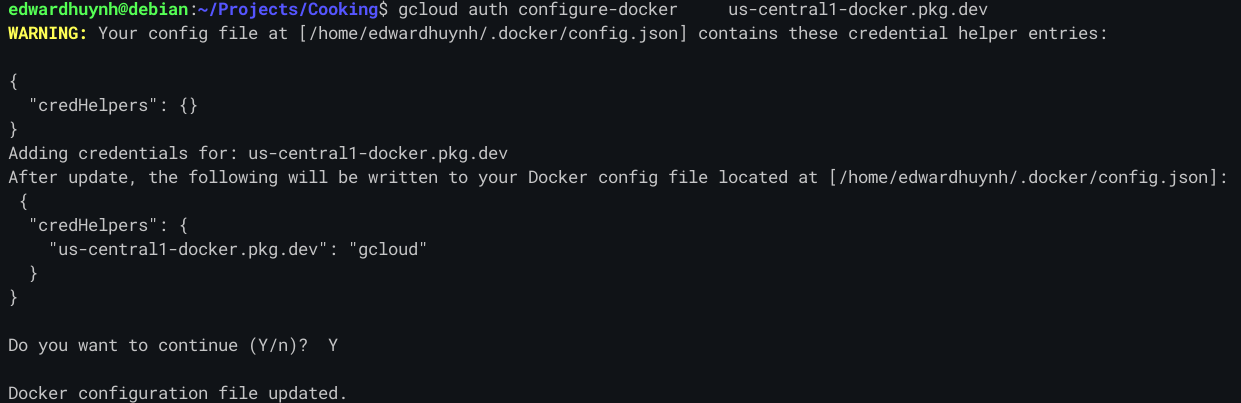 edwardhuynh@debian:~/Projects/Cooking$ gcloud auth configure-docker     us-central1-docker.pkg.dev
WARNING: Your config file at [/home/edwardhuynh/.docker/config.json] contains these credential helper entries:

{
  "credHelpers": {}
}
Adding credentials for: us-central1-docker.pkg.dev
After update, the following will be written to your Docker config file located at [/home/edwardhuynh/.docker/config.json]:
 {
  "credHelpers": {
    "us-central1-docker.pkg.dev": "gcloud"
  }
}

Do you want to continue (Y/n)?  Y

Docker configuration file updated.